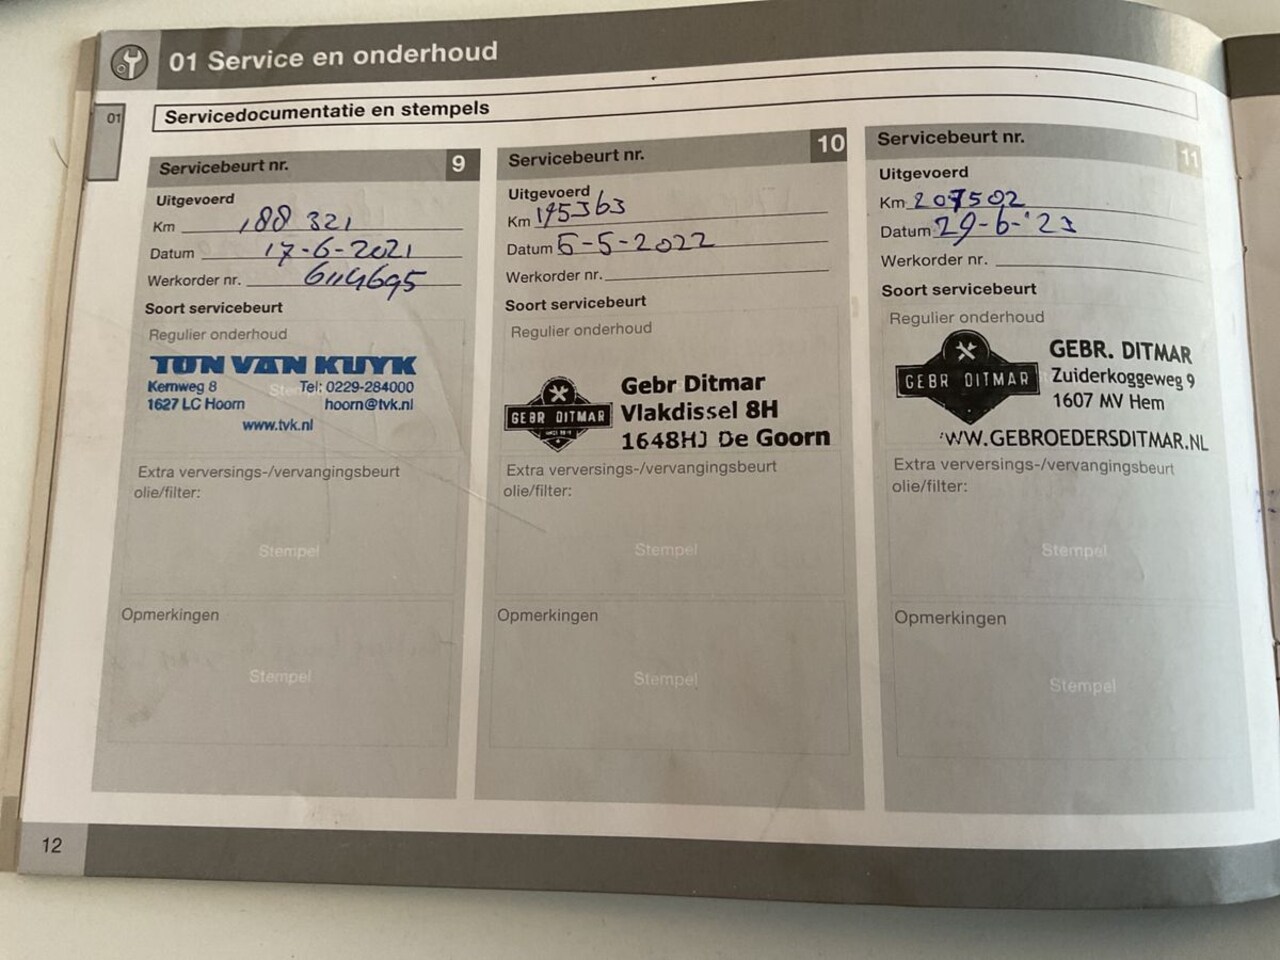 01 Service en onderhoud
01
Servicedocumentatie en stempels
Servicebeurt nr. 9
Uitgevoerd
Km 188 321
Datum 17-6-2021
Werkorder nr. 6114695
Soort servicebeurt
Regulier onderhoud
TON VAN KUYK
Kernweg 8 Tel: 0229-284000
1627 LC Hoorn hoorn@tvk.nl
www.tvk.nl
Extra verversings-/vervangingsbeurt
olie/filter:
Stempel
Opmerkingen
Stempel
Servicebeurt nr. 10
Uitgevoerd
Km 195363
Datum 5-5-2022
Werkorder nr.
Soort servicebeurt
Regulier onderhoud
GEBR DITMAR
Gebr Ditmar
Vlakdissel 8H
1648HJ De Goorn
Extra verversings-/vervangingsbeurt
olie/filter:
Stempel
Opmerkingen
Stempel
Servicebeurt nr. 11
Uitgevoerd
Km 207502
Datum 29-6-'23
Werkorder nr.
Soort servicebeurt
Regulier onderhoud
GEBR DITMAR
GEBR. DITMAR
Zuiderkoggeweg 9
1607 MV Hem
WW.GEBROEDERSDITMAR.NL
Extra verversings-/vervangingsbeurt
olie/filter:
Stempel
Opmerkingen
Stempel
12